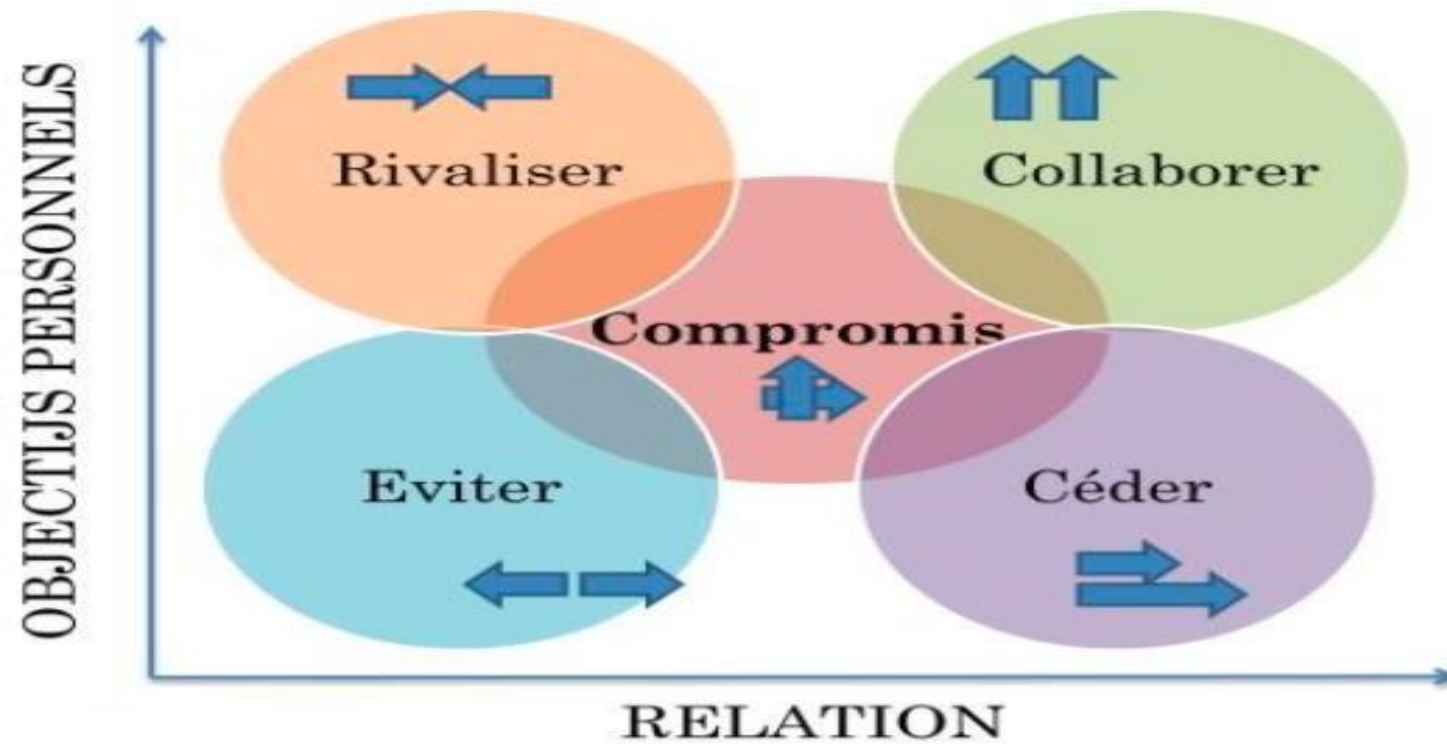 OBJECTIJS PERSONNELS
Rivaliser
Collaborer
Compromis
Eviter
Céder
RELATION